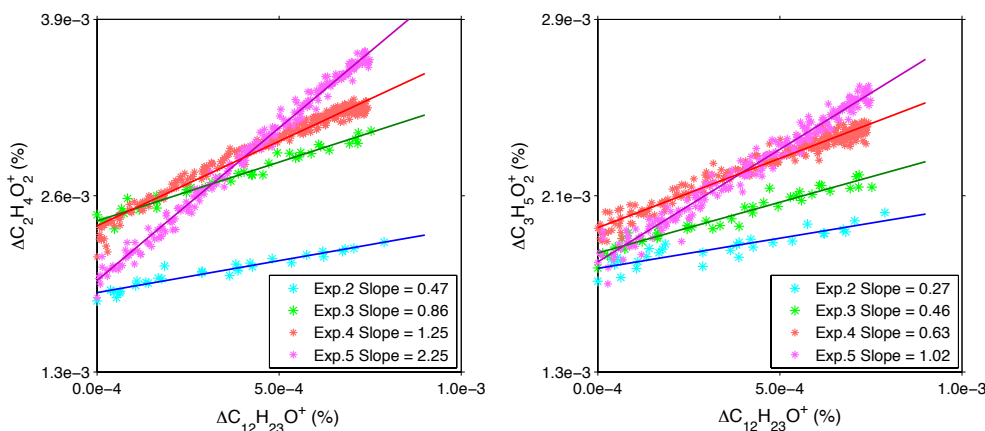 3.9e−3
2.6e−3
1.3e−3
ΔC2H4O2+ (%)
0.0e−4
5.0e−4
1.0e−3
ΔC12H23O+ (%)
Exp.2 Slope = 0.47
Exp.3 Slope = 0.86
Exp.4 Slope = 1.25
Exp.5 Slope = 2.25
2.9e−3
2.1e−3
1.3e−3
ΔC3H5O2+ (%)
0.0e−4
5.0e−4
1.0e−3
ΔC12H23O+ (%)
Exp.2 Slope = 0.27
Exp.3 Slope = 0.46
Exp.4 Slope = 0.63
Exp.5 Slope = 1.02